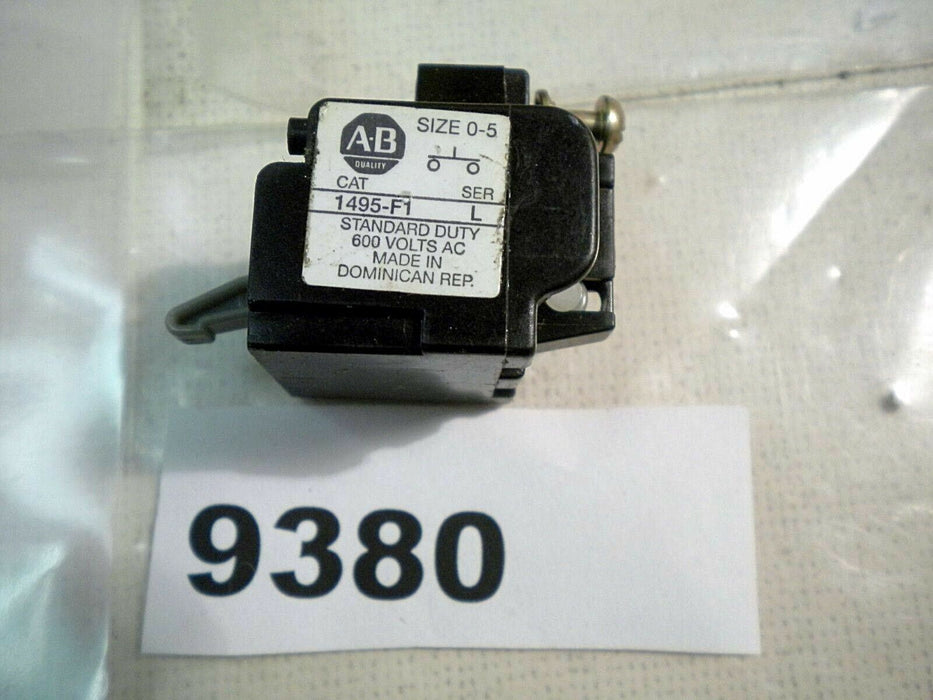 A-B
QUALITY
SIZE 0-5
CAT SER
1495-F1 L
STANDARD DUTY
600 VOLTS AC
MADE IN
DOMINICAN REP.
9380